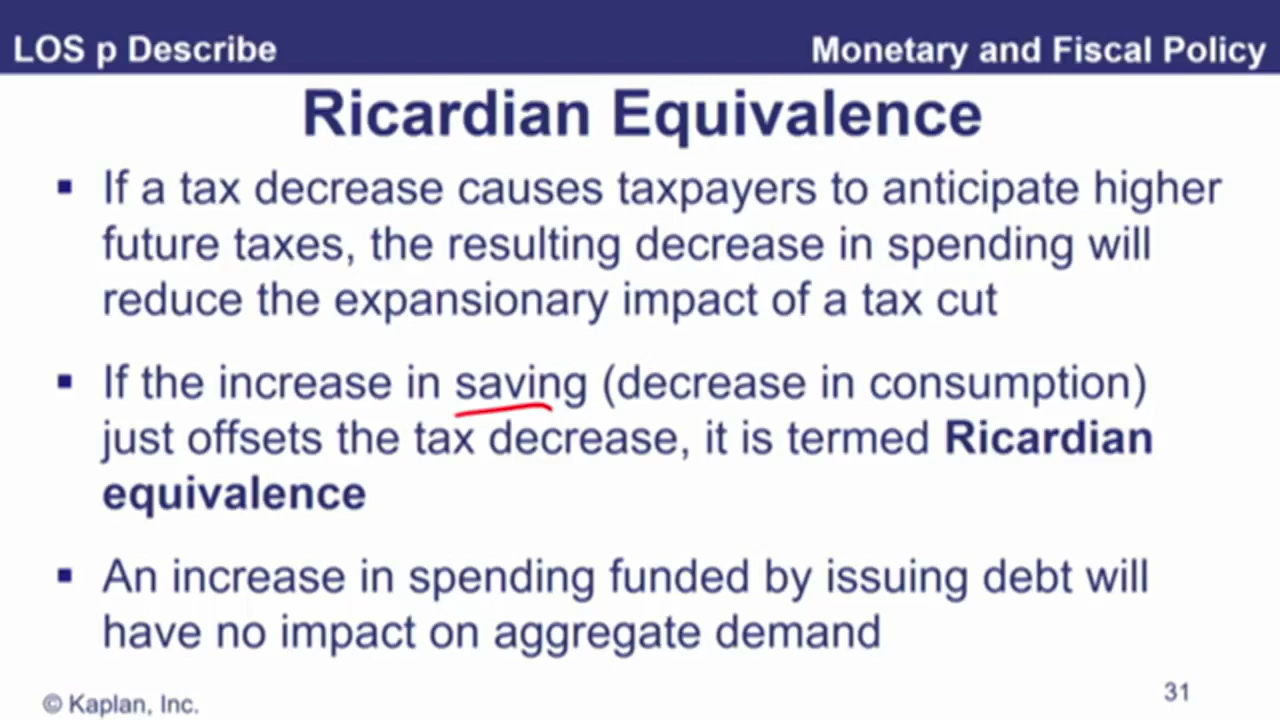 LOS p Describe
Monetary and Fiscal Policy
Ricardian Equivalence
▪ If a tax decrease causes taxpayers to anticipate higher
future taxes, the resulting decrease in spending will
reduce the expansionary impact of a tax cut
▪ If the increase in saving (decrease in consumption)
just offsets the tax decrease, it is termed Ricardian
equivalence
▪ An increase in spending funded by issuing debt will
have no impact on aggregate demand
© Kaplan, Inc.
31